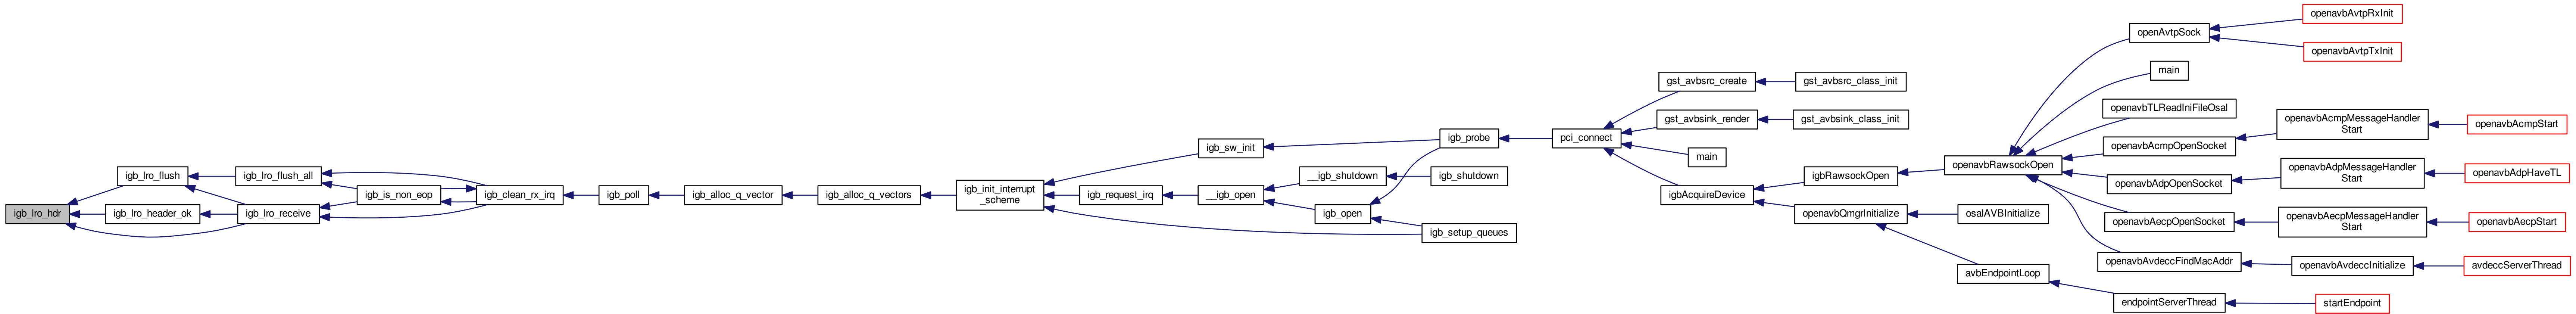 igb_lro_hdr
igb_lro_flush
igb_lro_header_ok
igb_lro_flush_all
igb_lro_receive
igb_is_non_eop
igb_clean_rx_irq
igb_poll
igb_alloc_q_vector
igb_alloc_q_vectors
igb_init_interrupt
_scheme
igb_sw_init
igb_request_irq
__igb_open
__igb_shutdown
igb_open
igb_probe
igb_shutdown
igb_setup_queues
pci_connect
gst_avbsrc_create
gst_avbsink_render
main
igbAcquireDevice
gst_avbsrc_class_init
gst_avbsink_class_init
igbRawsockOpen
openavbQmgrInitialize
openavbRawsockOpen
osalAVBInitialize
avbEndpointLoop
openAvtpSock
main
openavbTLReadIniFileOsal
openavbAcmpOpenSocket
openavbAdpOpenSocket
openavbAecpOpenSocket
openavbAvdeccFindMacAddr
endpointServerThread
openavbAvtpRxInit
openavbAvtpTxInit
openavbAcmpMessageHandler
Start
openavbAdpMessageHandler
Start
openavbAecpMessageHandler
Start
openavbAvdeccInitialize
startEndpoint
openavbAcmpStart
openavbAdpHaveTL
openavbAecpStart
avdeccServerThread